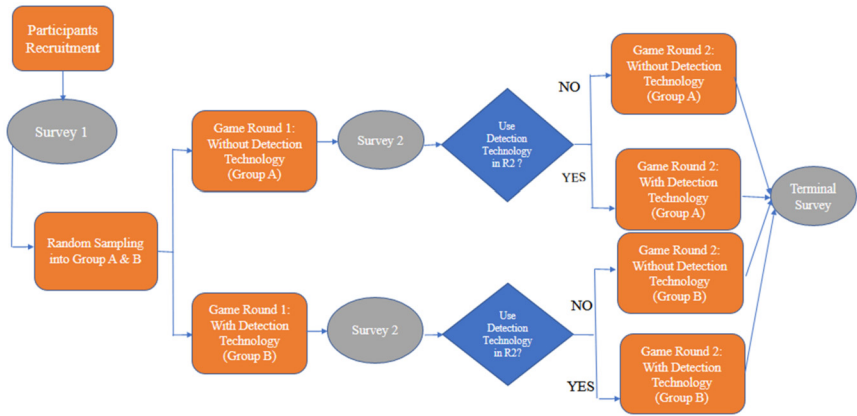 Participants
Recruitment
Survey 1
Random Sampling
into Group A & B
Game Round 1:
Without Detection
Technology
(Group A)
Survey 2
Use
Detection
Technology
in R2 ?
NO
YES
Game Round 2:
Without Detection
Technology
(Group A)
Game Round 2:
With Detection
Technology
(Group A)
Game Round 1:
With Detection
Technology
(Group B)
Survey 2
Use
Detection
Technology
in R2?
NO
YES
Game Round 2:
Without Detection
Technology
(Group B)
Game Round 2:
With Detection
Technology
(Group B)
Terminal
Survey